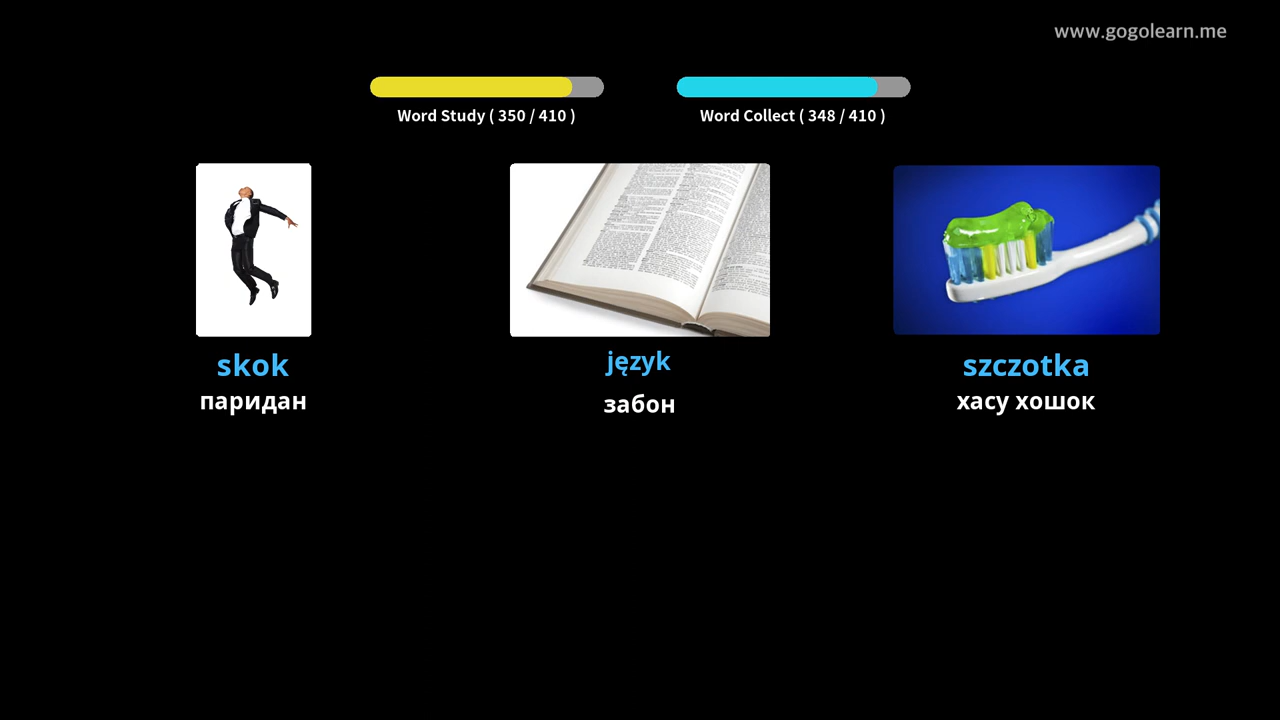 www.gogolearn.me
Word Study ( 350 / 410 )
Word Collect ( 348 / 410 )
skok
паридан
język
забон
szczotka
хасу хошок